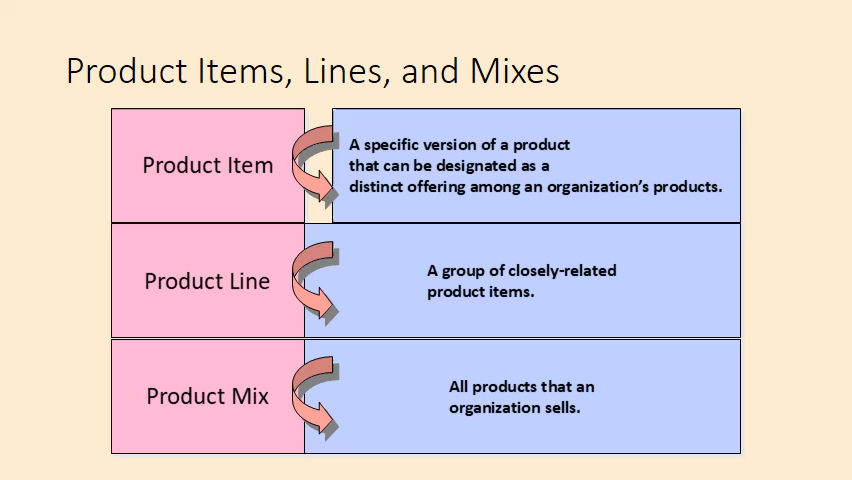 Product Items, Lines, and Mixes
Product Item
A specific version of a product
that can be designated as a
distinct offering among an organization’s products.
Product Line
A group of closely-related
product items.
Product Mix
All products that an
organization sells.